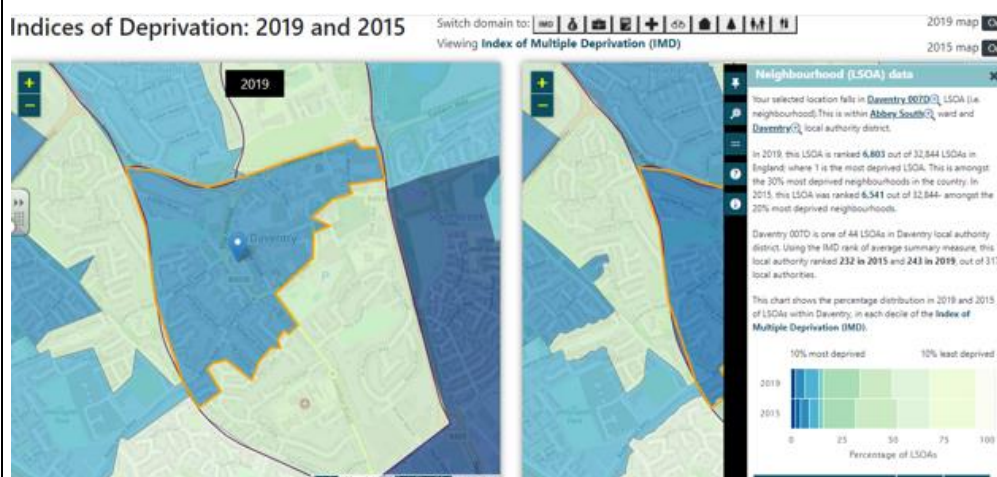 Indices of Deprivation: 2019 and 2015
Switch domain to: IMD
Viewing Index of Multiple Deprivation (IMD)
2019 map
2015 map
+
−
2019
Daventry
P
+
−
Neighbourhood (LSOA) data
Your selected location falls in Daventry 007D LSOA (i.e.
neighbourhood).This is within Abbey South ward and
Daventry local authority district.
In 2019, this LSOA is ranked 6,803 out of 32,844 LSOAs in
England; where 1 is the most deprived LSOA. This is amongst
the 30% most deprived neighbourhoods in the country. In
2015, this LSOA was ranked 6,541 out of 32,844- amongst the
20% most deprived neighbourhoods.
Daventry 007D is one of 44 LSOAs in Daventry local authority
district. Using the IMD rank of average summary measure, this
local authority ranked 232 in 2015 and 243 in 2019, out of 317
local authorities.
This chart shows the percentage distribution in 2019 and 2015
of LSOAs within Daventry, in each decile of the Index of
Multiple Deprivation (IMD).
10% most deprived 10% least deprived
2019
2015
0 25 50 75 100
Percentage of LSOAs